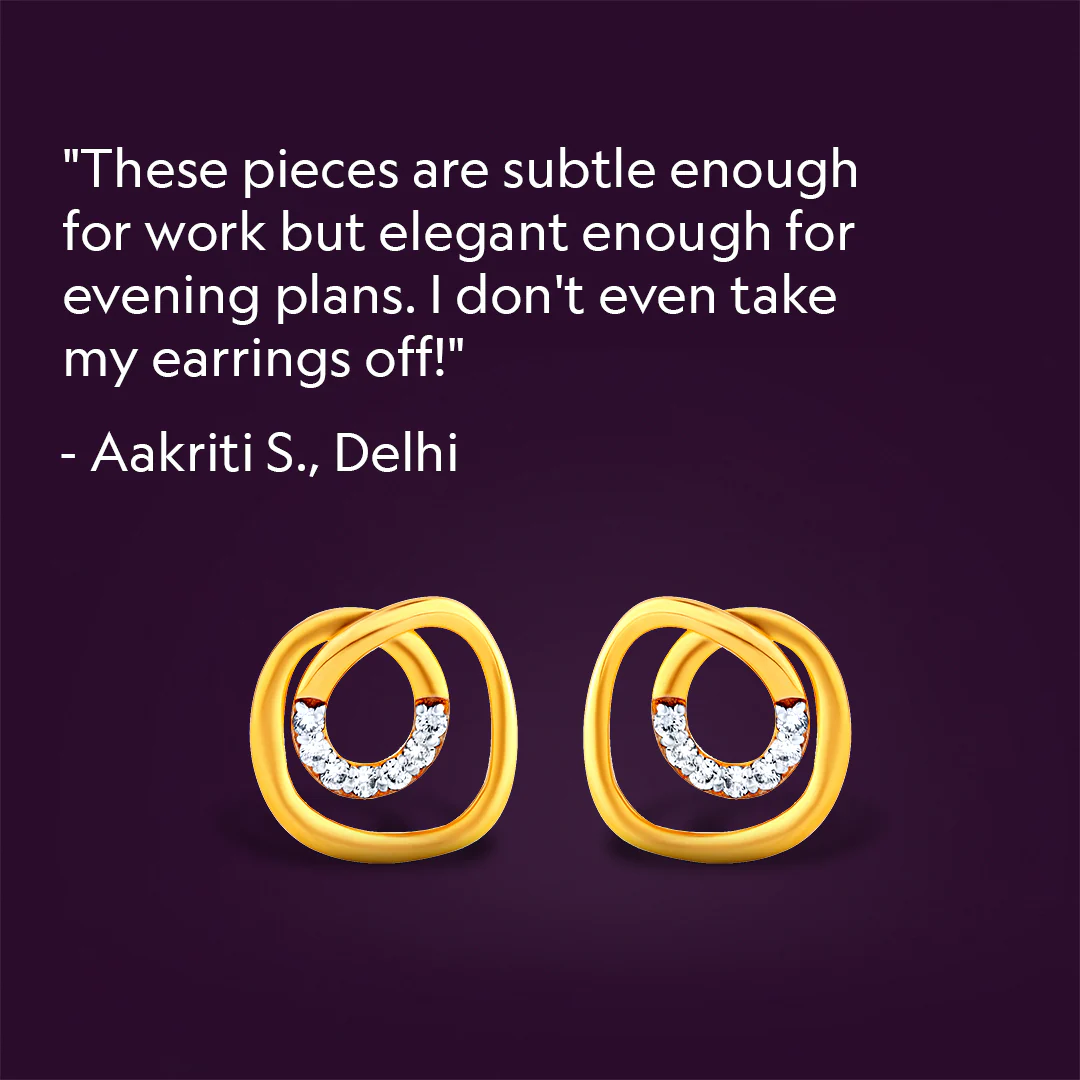 "These pieces are subtle enough
for work but elegant enough for
evening plans. I don't even take
my earrings off!"
- Aakriti S., Delhi